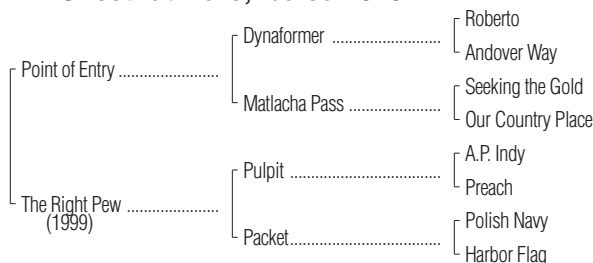 Roberto
Dynaformer
Andover Way
Point of Entry
Seeking the Gold
Matlacha Pass
Our Country Place
A.P. Indy
Pulpit
Preach
The Right Pew
(1999)
Polish Navy
Packet
Harbor Flag